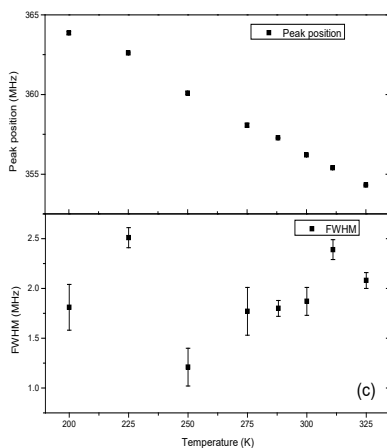 365
Peak position
360
355
Peak position (MHz)
FWHM
2.5
2.0
1.5
1.0
FWHM (MHz)
(c)
200 225 250 275 300 325
Temperature (K)